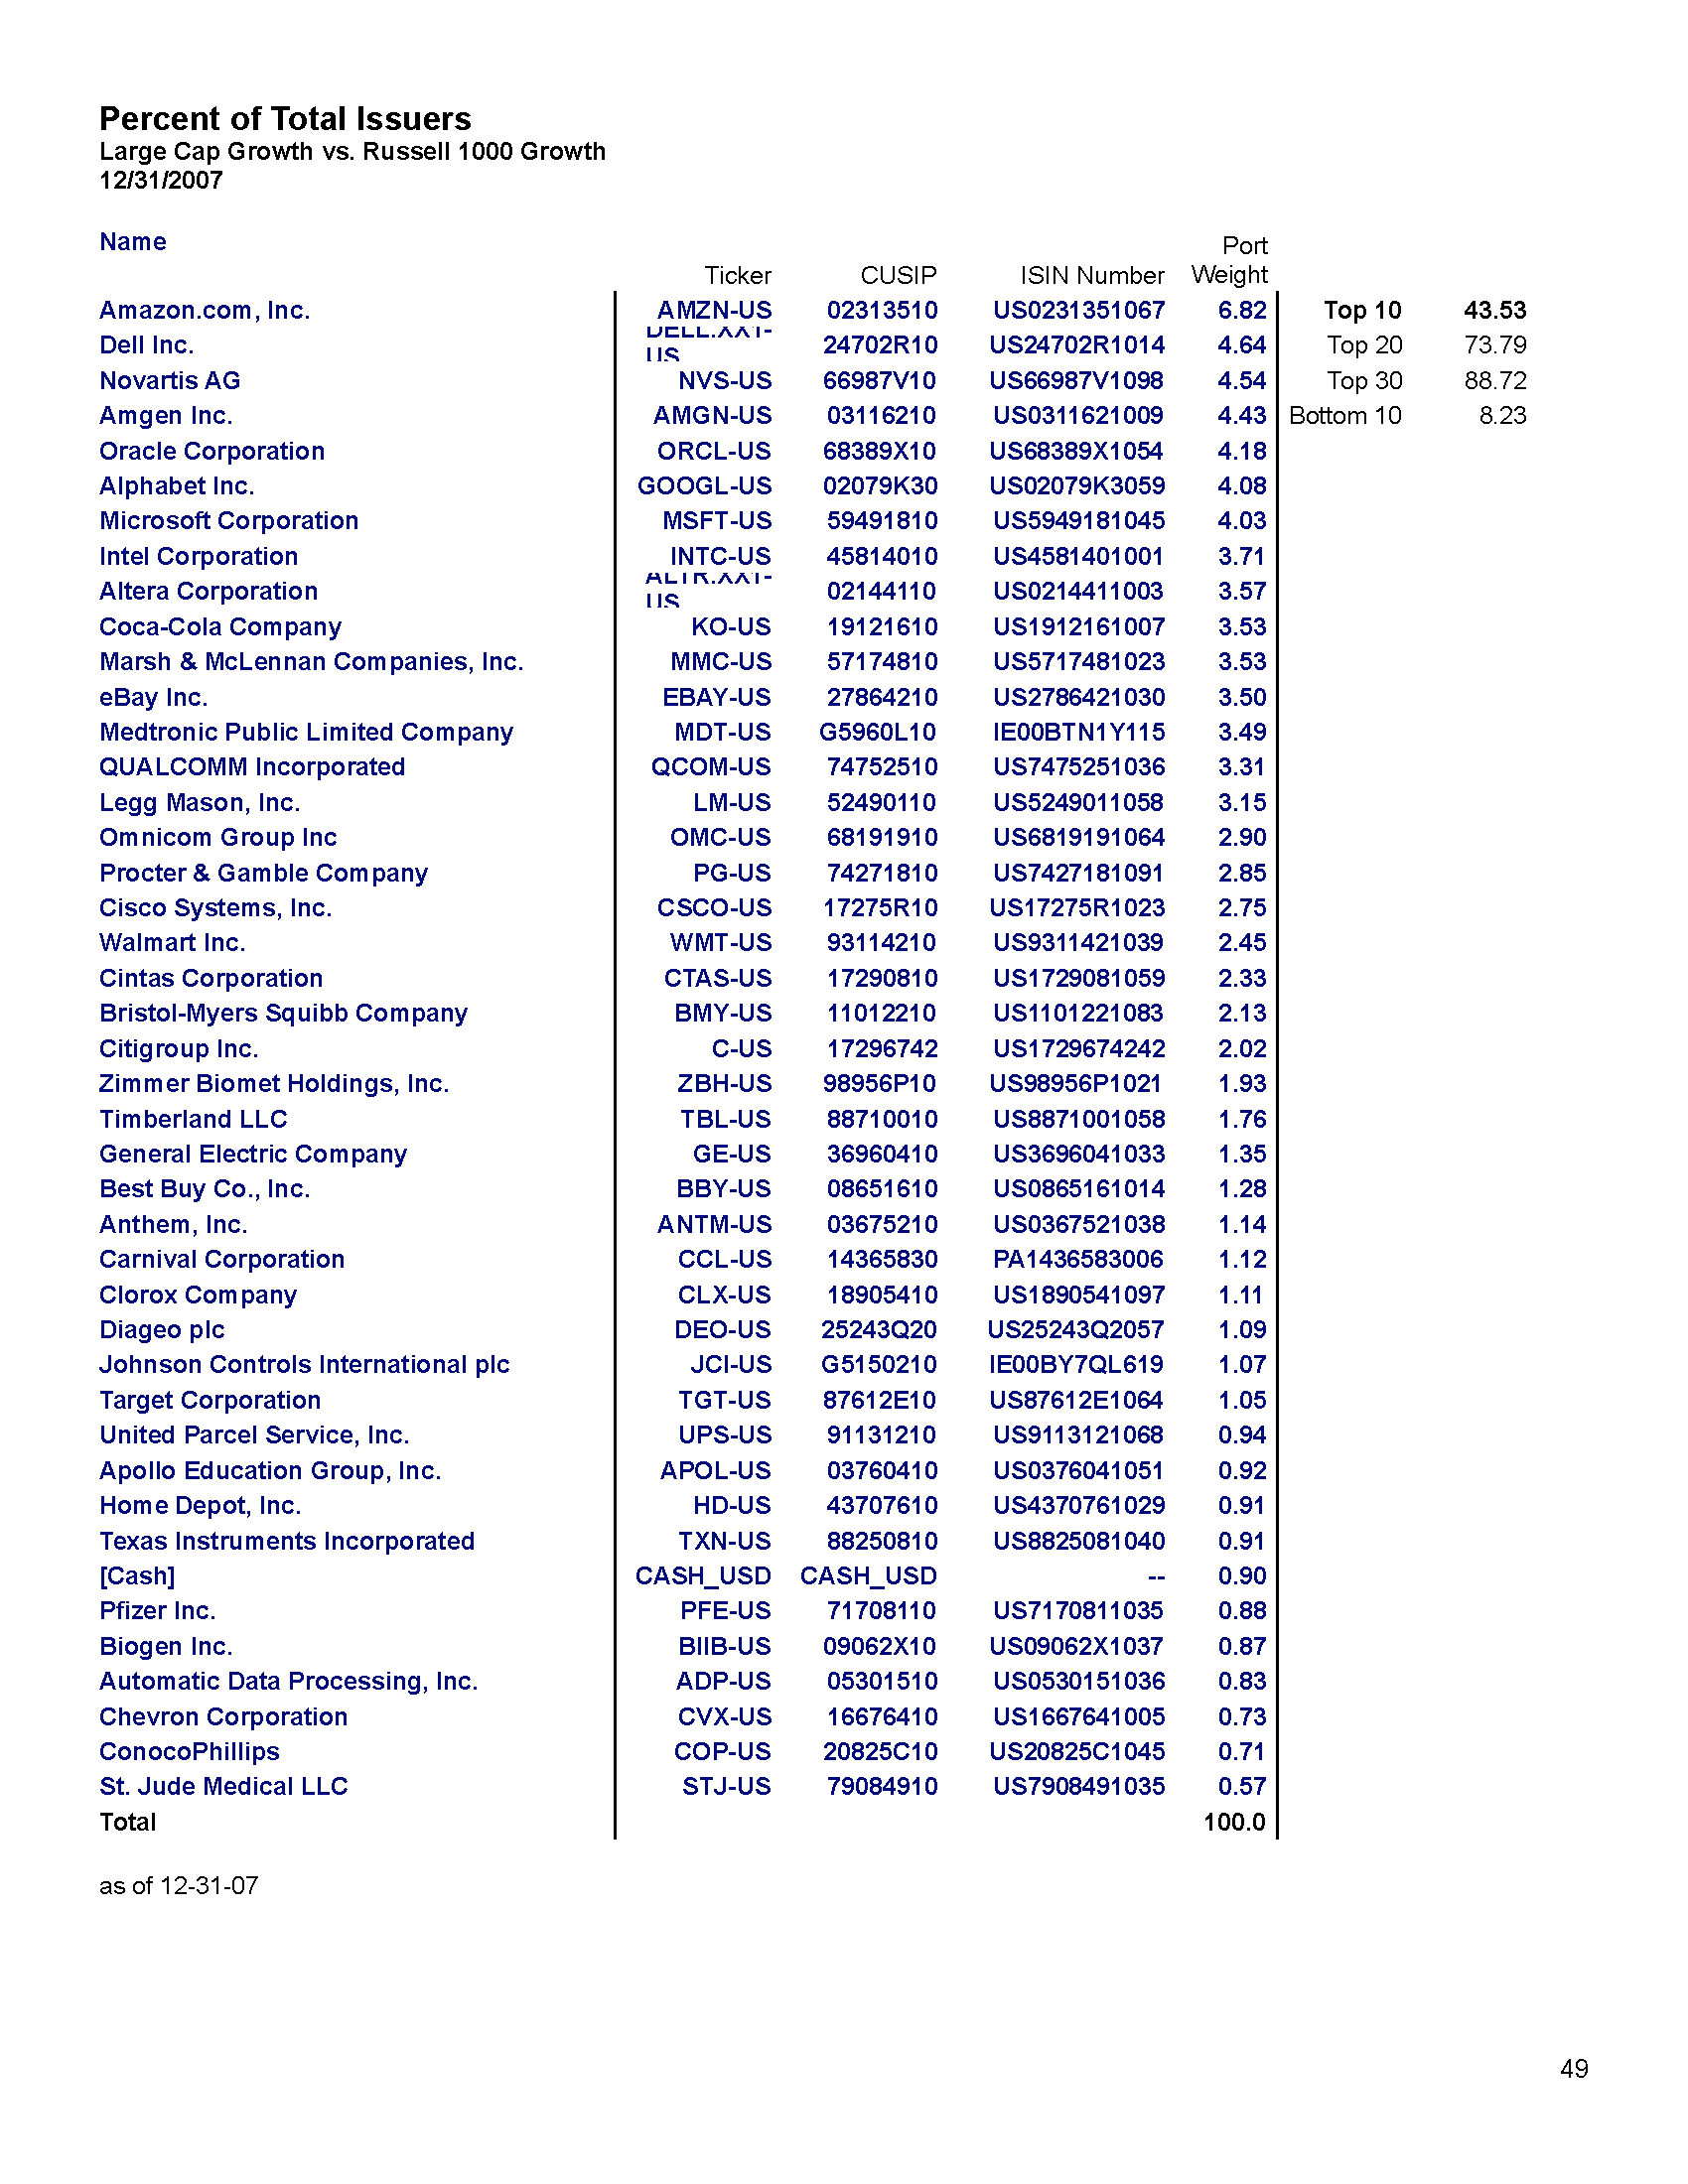 Percent of Total Issuers
Large Cap Growth vs. Russell 1000 Growth
12/31/2007
Name Ticker CUSIP ISIN Number Port Weight
Amazon.com, Inc. AMZN-US 02313510 US0231351067 6.82 Top 10 43.53
Dell Inc. DELL.XX1-US 24702R10 US24702R1014 4.64 Top 20 73.79
Novartis AG NVS-US 66987V10 US66987V1098 4.54 Top 30 88.72
Amgen Inc. AMGN-US 03116210 US0311621009 4.43 Bottom 10 8.23
Oracle Corporation ORCL-US 68389X10 US68389X1054 4.18
Alphabet Inc. GOOGL-US 02079K30 US02079K3059 4.08
Microsoft Corporation MSFT-US 59491810 US5949181045 4.03
Intel Corporation INTC-US 45814010 US4581401001 3.71
Altera Corporation ALTR.XX1-US 02144110 US0214411003 3.57
Coca-Cola Company KO-US 19121610 US1912161007 3.53
Marsh & McLennan Companies, Inc. MMC-US 57174810 US5717481023 3.53
eBay Inc. EBAY-US 27864210 US2786421030 3.50
Medtronic Public Limited Company MDT-US G5960L10 IE00BTN1Y115 3.49
QUALCOMM Incorporated QCOM-US 74752510 US7475251036 3.31
Legg Mason, Inc. LM-US 52490110 US5249011058 3.15
Omnicom Group Inc OMC-US 68191910 US6819191064 2.90
Procter & Gamble Company PG-US 74271810 US7427181091 2.85
Cisco Systems, Inc. CSCO-US 17275R10 US17275R1023 2.75
Walmart Inc. WMT-US 93114210 US9311421039 2.45
Cintas Corporation CTAS-US 17290810 US1729081059 2.33
Bristol-Myers Squibb Company BMY-US 11012210 US1101221083 2.13
Citigroup Inc. C-US 17296742 US1729674242 2.02
Zimmer Biomet Holdings, Inc. ZBH-US 98956P10 US98956P1021 1.93
Timberland LLC TBL-US 88710010 US8871001058 1.76
General Electric Company GE-US 36960410 US3696041033 1.35
Best Buy Co., Inc. BBY-US 08651610 US0865161014 1.28
Anthem, Inc. ANTM-US 03675210 US0367521038 1.14
Carnival Corporation CCL-US 14365830 PA1436583006 1.12
Clorox Company CLX-US 18905410 US1890541097 1.11
Diageo plc DEO-US 25243Q20 US25243Q2057 1.09
Johnson Controls International plc JCI-US G5150210 IE00BY7QL619 1.07
Target Corporation TGT-US 87612E10 US87612E1064 1.05
United Parcel Service, Inc. UPS-US 91131210 US9113121068 0.94
Apollo Education Group, Inc. APOL-US 03760410 US0376041051 0.92
Home Depot, Inc. HD-US 43707610 US4370761029 0.91
Texas Instruments Incorporated TXN-US 88250810 US8825081040 0.91
[Cash] CASH_USD CASH_USD -- 0.90
Pfizer Inc. PFE-US 71708110 US7170811035 0.88
Biogen Inc. BIIB-US 09062X10 US09062X1037 0.87
Automatic Data Processing, Inc. ADP-US 05301510 US0530151036 0.83
Chevron Corporation CVX-US 16676410 US1667641005 0.73
ConocoPhillips COP-US 20825C10 US20825C1045 0.71
St. Jude Medical LLC STJ-US 79084910 US7908491035 0.57
Total 100.0
as of 12-31-07
49